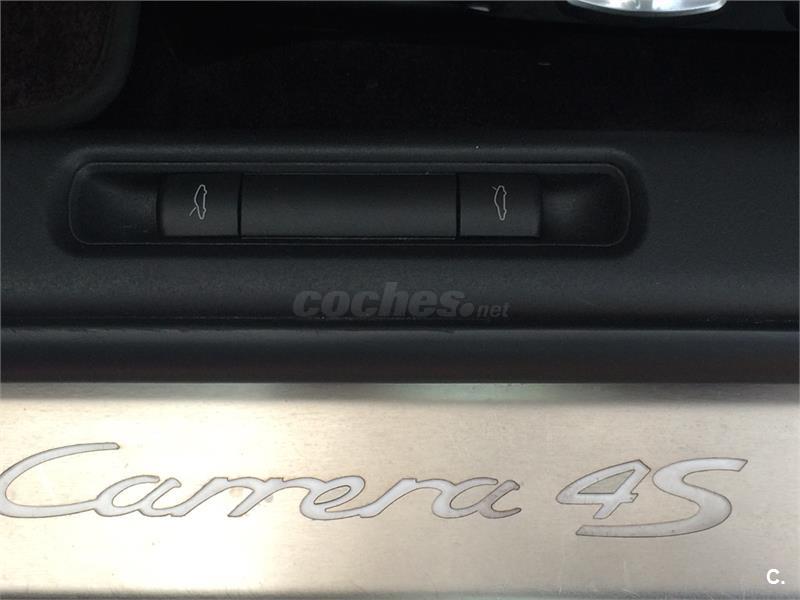 coches.net
Carrera 4S
C.